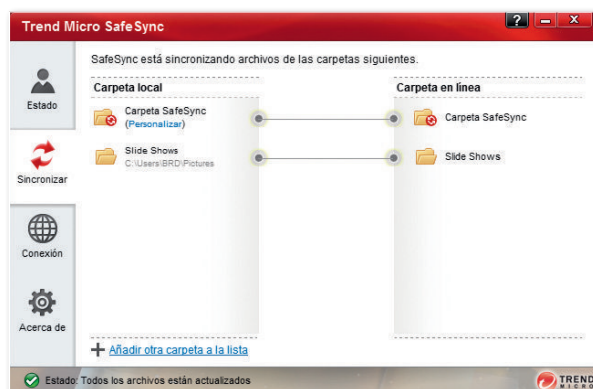 Trend Micro SafeSync
? – x
SafeSync está sincronizando archivos de las carpetas siguientes.
Carpeta local
Carpeta en línea
Estado
Carpeta SafeSync
(Personalizar)
Carpeta SafeSync
Slide Shows
C:\Users\BRD\Pictures
Slide Shows
Sincronizar
Conexión
Acerca de
Añadir otra carpeta a la lista
Estado: Todos los archivos están actualizados
TREND
MICRO